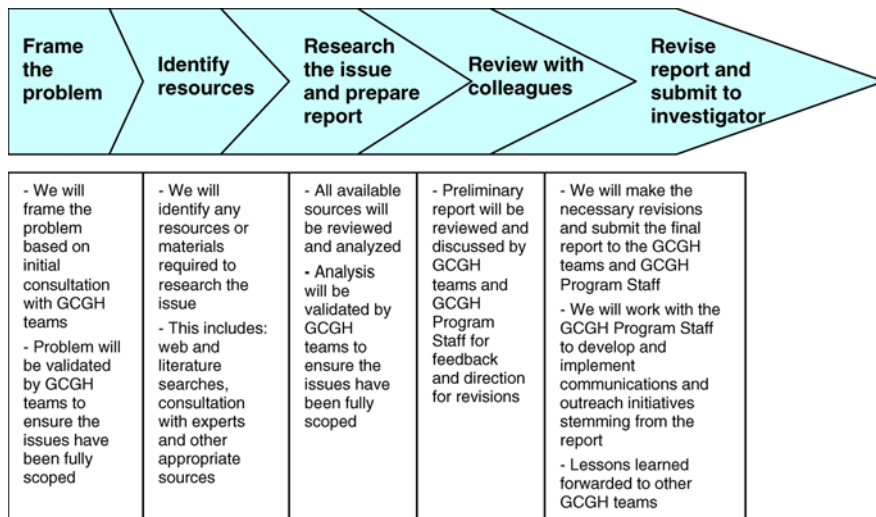 Frame
the
problem
Identify
resources
Research
the issue
and prepare
report
Review with
colleagues
Revise
report and
submit to
investigator
- We will
frame the
problem
based on
initial
consultation
with GCGH
teams
- Problem will
be validated
by GCGH
teams to
ensure the
issues have
been fully
scoped
- We will
identify any
resources or
materials
required to
research the
issue
- This includes:
web and
literature
searches,
consultation
with experts
and other
appropriate
sources
- All available
sources will
be reviewed
and analyzed
- Analysis
will be
validated by
GCGH
teams to
ensure the
issues have
been fully
scoped
- Preliminary
report will be
reviewed and
discussed by
GCGH
teams and
GCGH
Program
Staff for
feedback
and direction
for revisions
- We will make the
necessary revisions
and submit the final
report to the GCGH
teams and GCGH
Program Staff
- We will work with the
GCGH Program Staff
to develop and
implement
communications and
outreach initiatives
stemming from the
report
- Lessons learned
forwarded to other
GCGH teams